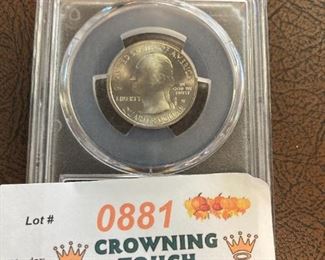 UNITED STATES OF AMERICA
LIBERTY
IN
GOD WE
TRUST
QUARTER DOLLAR
Lot # 0881
CROWNING
TOUCH